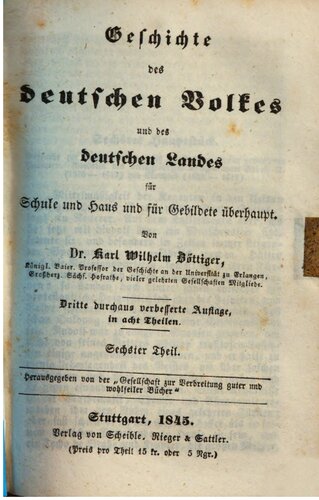 Geschichte
des
deutschen Volkes
und des
deutschen Landes
für
Schule und Haus und für Gebildete überhaupt.
Von
Dr. Karl Wilhelm Böttiger,
Königl. Baier. Professor der Geschichte an der Universität zu Erlangen,
Großherz. Sächs. Hofrathe, vieler gelehrten Gesellschaften Mitgliede.
Dritte durchaus verbesserte Auflage,
in acht Theilen.
Sechster Theil.
Herausgegeben von der „Gesellschaft zur Verbreitung guter und
wohlfeiler Bücher“
Stuttgart, 1845.
Verlag von Scheible, Rieger & Sattler.
(Preis pro Theil 15 kr. oder 5 Ngr.)